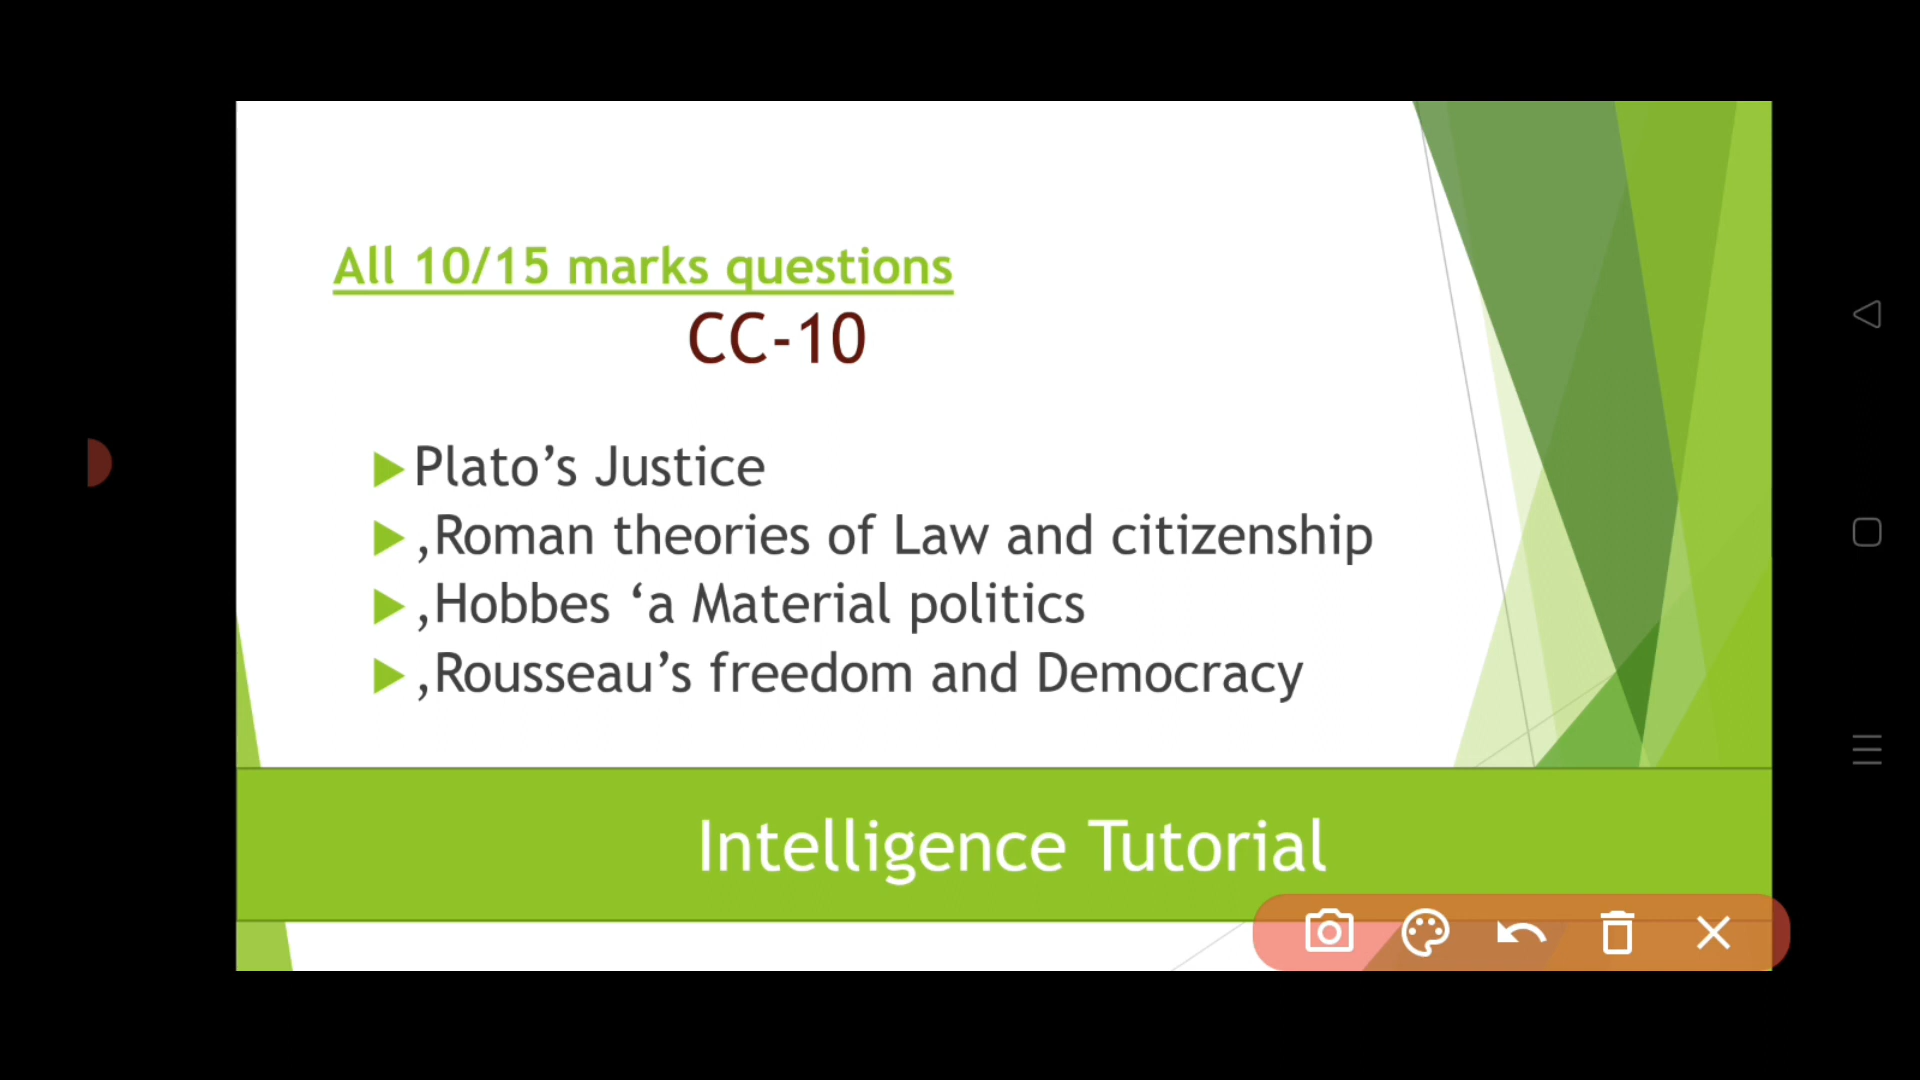 All 10/15 marks questions
CC-10
Plato’s Justice
,Roman theories of Law and citizenship
,Hobbes ‘a Material politics
,Rousseau’s freedom and Democracy
Intelligence Tutorial